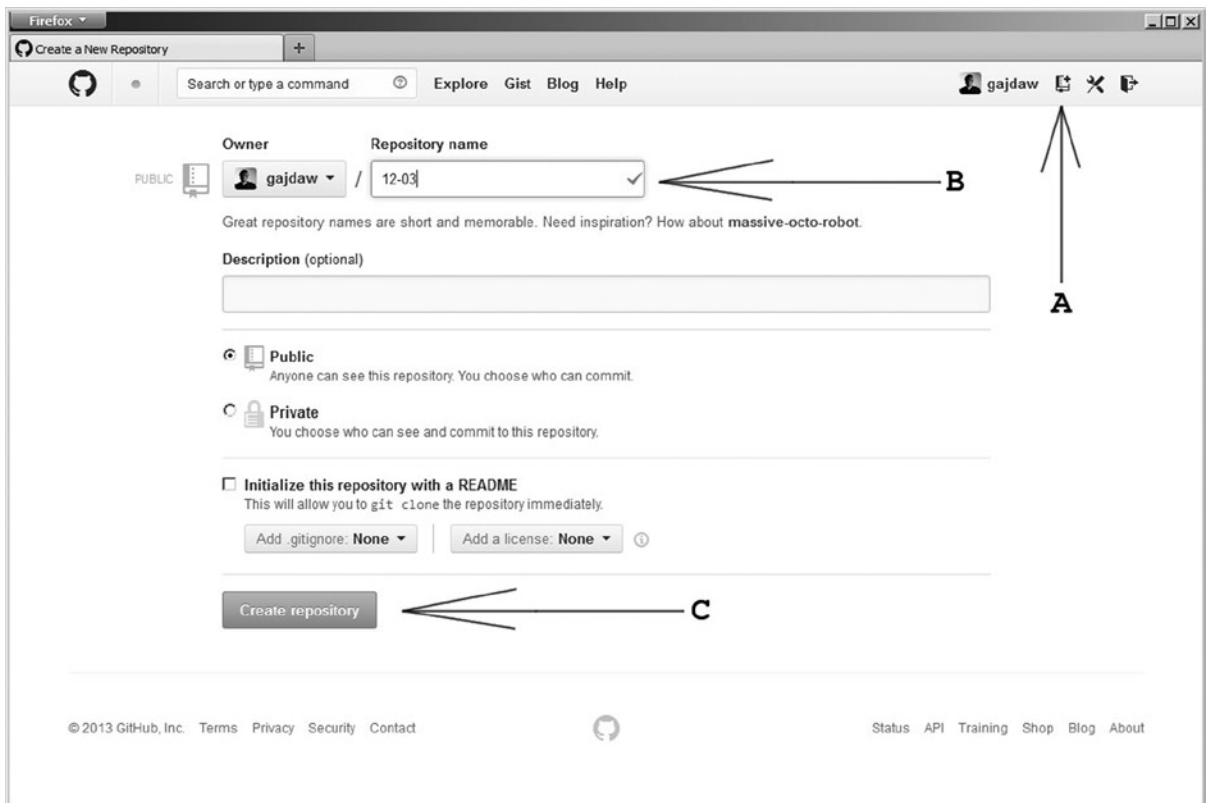 Firefox
Create a New Repository
+
Search or type a command
Explore Gist Blog Help
gajdaw
Owner
Repository name
PUBLIC
gajdaw / 12-03
B
Great repository names are short and memorable. Need inspiration? How about massive-octo-robot.
Description (optional)
A
Public
Anyone can see this repository. You choose who can commit.
Private
You choose who can see and commit to this repository.
Initialize this repository with a README
This will allow you to git clone the repository immediately.
Add .gitignore: None
Add a license: None
Create repository
C
© 2013 GitHub, Inc. Terms Privacy Security Contact
Status API Training Shop Blog About